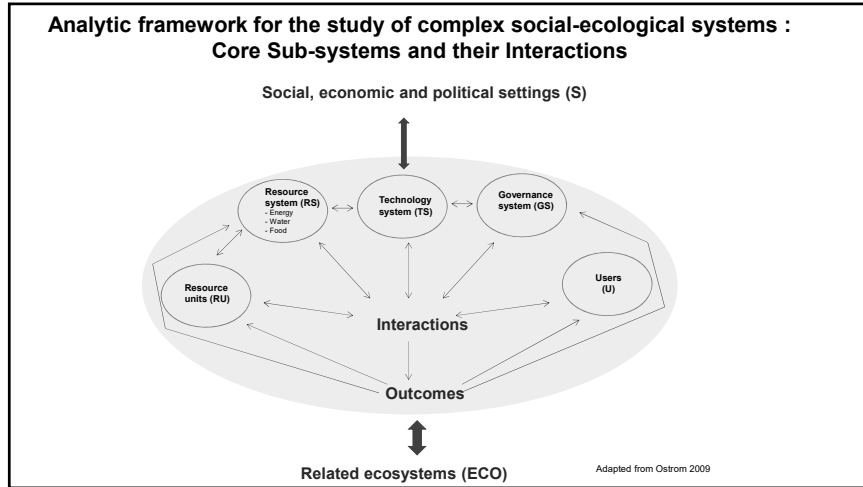 Analytic framework for the study of complex social-ecological systems :
Core Sub-systems and their Interactions
Social, economic and political settings (S)
Resource
system (RS)
- Energy
- Water
- Food
Technology
system (TS)
Governance
system (GS)
Resource
units (RU)
Users
(U)
Interactions
Outcomes
Related ecosystems (ECO)
Adapted from Ostrom 2009